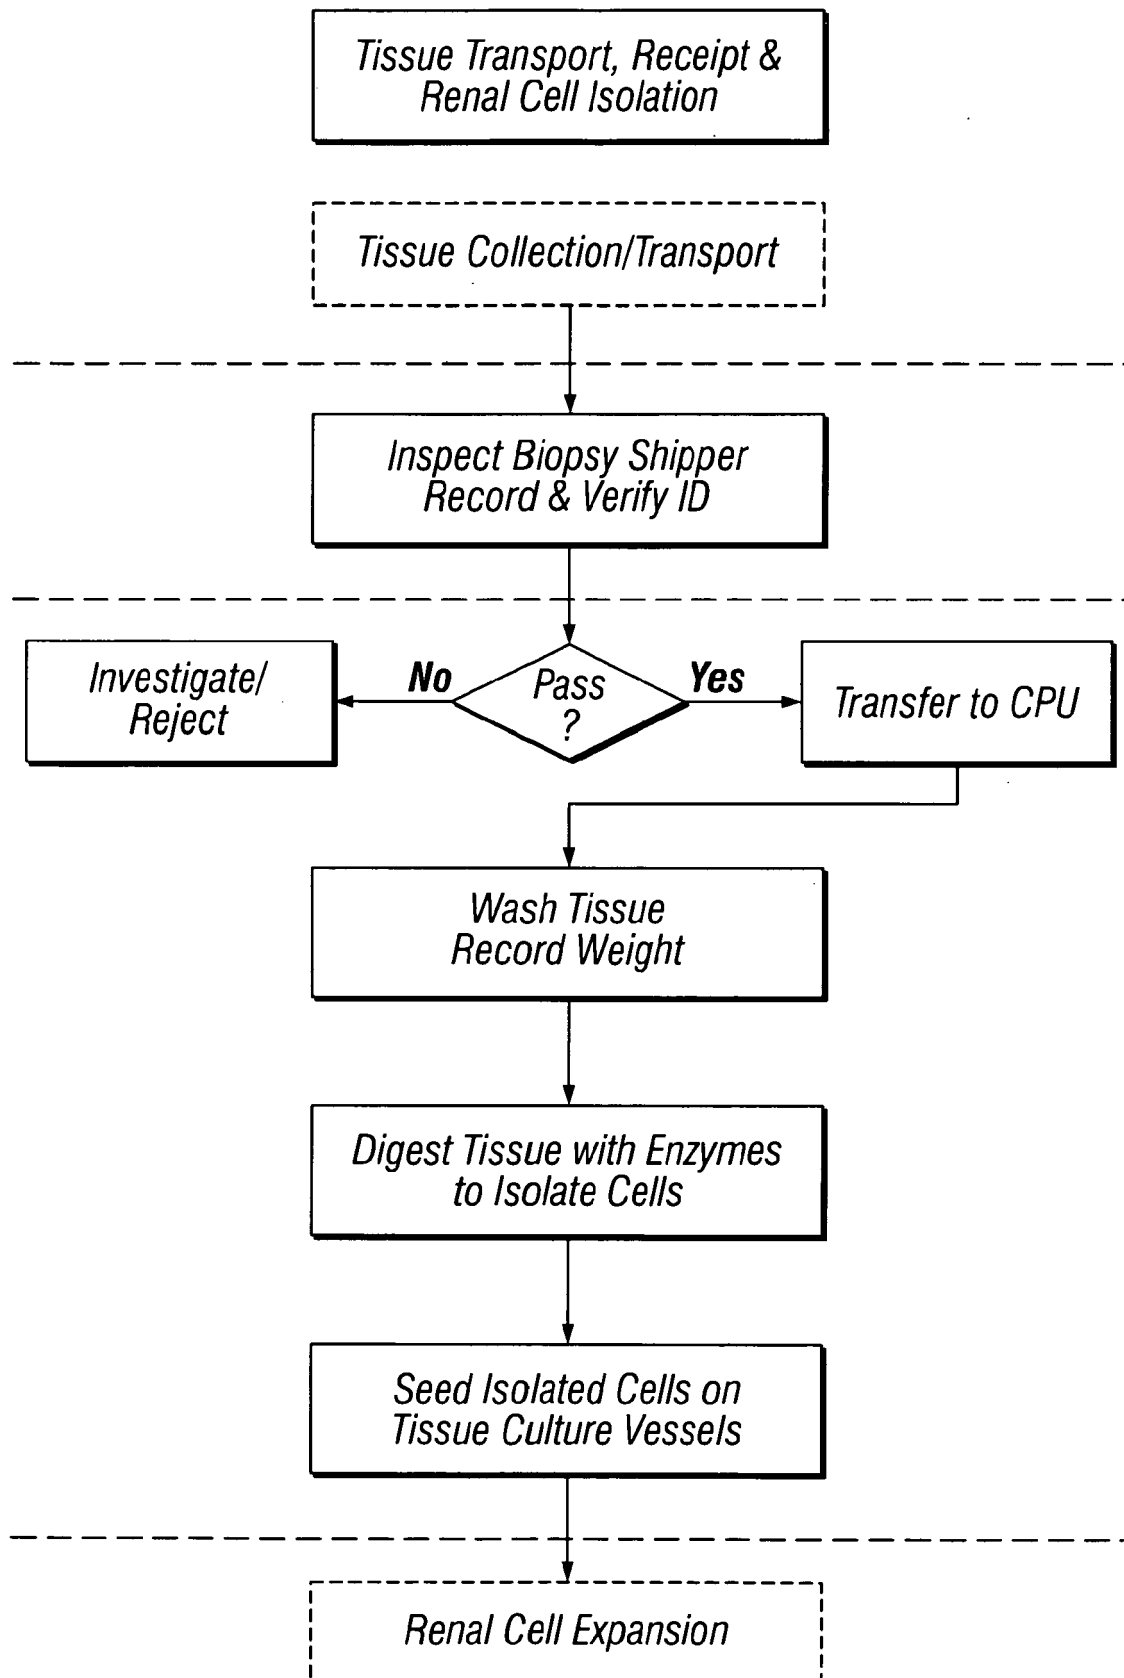 Tissue Transport, Receipt &
Renal Cell Isolation
Tissue Collection/Transport
Inspect Biopsy Shipper
Record & Verify ID
Investigate/
Reject
No
Pass
?
Yes
Transfer to CPU
Wash Tissue
Record Weight
Digest Tissue with Enzymes
to Isolate Cells
Seed Isolated Cells on
Tissue Culture Vessels
Renal Cell Expansion